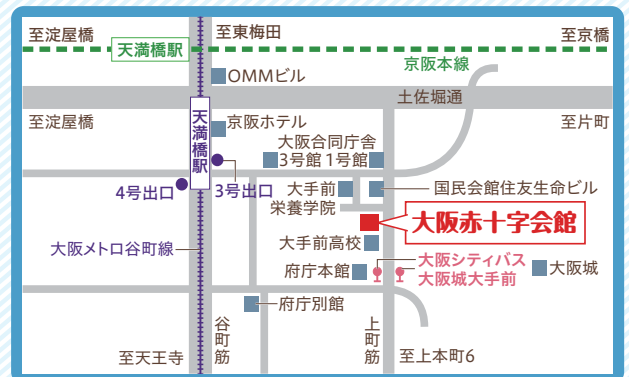 至淀屋橋
至東梅田
至京橋
天満橋駅
京阪本線
OMMビル
土佐堀通
至淀屋橋
天満橋駅
京阪ホテル
至片町
大阪合同庁舎
3号館 1号館
4号出口
3号出口
大手前
栄養学院
国民会館住友生命ビル
大阪赤十字会館
大阪メトロ谷町線
大手前高校
府庁本館
大阪シティバス
大阪城大手前
大阪城
府庁別館
谷町筋
上町筋
至天王寺
至上本町6